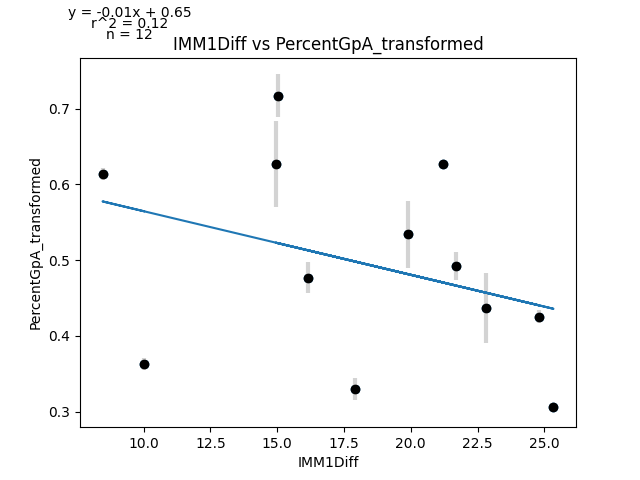 y = -0.01x + 0.65
r^2 = 0.12
n = 12
IMM1Diff vs PercentGpA_transformed
PercentGpA_transformed
0.7
0.6
0.5
0.4
0.3
10.0 12.5 15.0 17.5 20.0 22.5 25.0
IMM1Diff